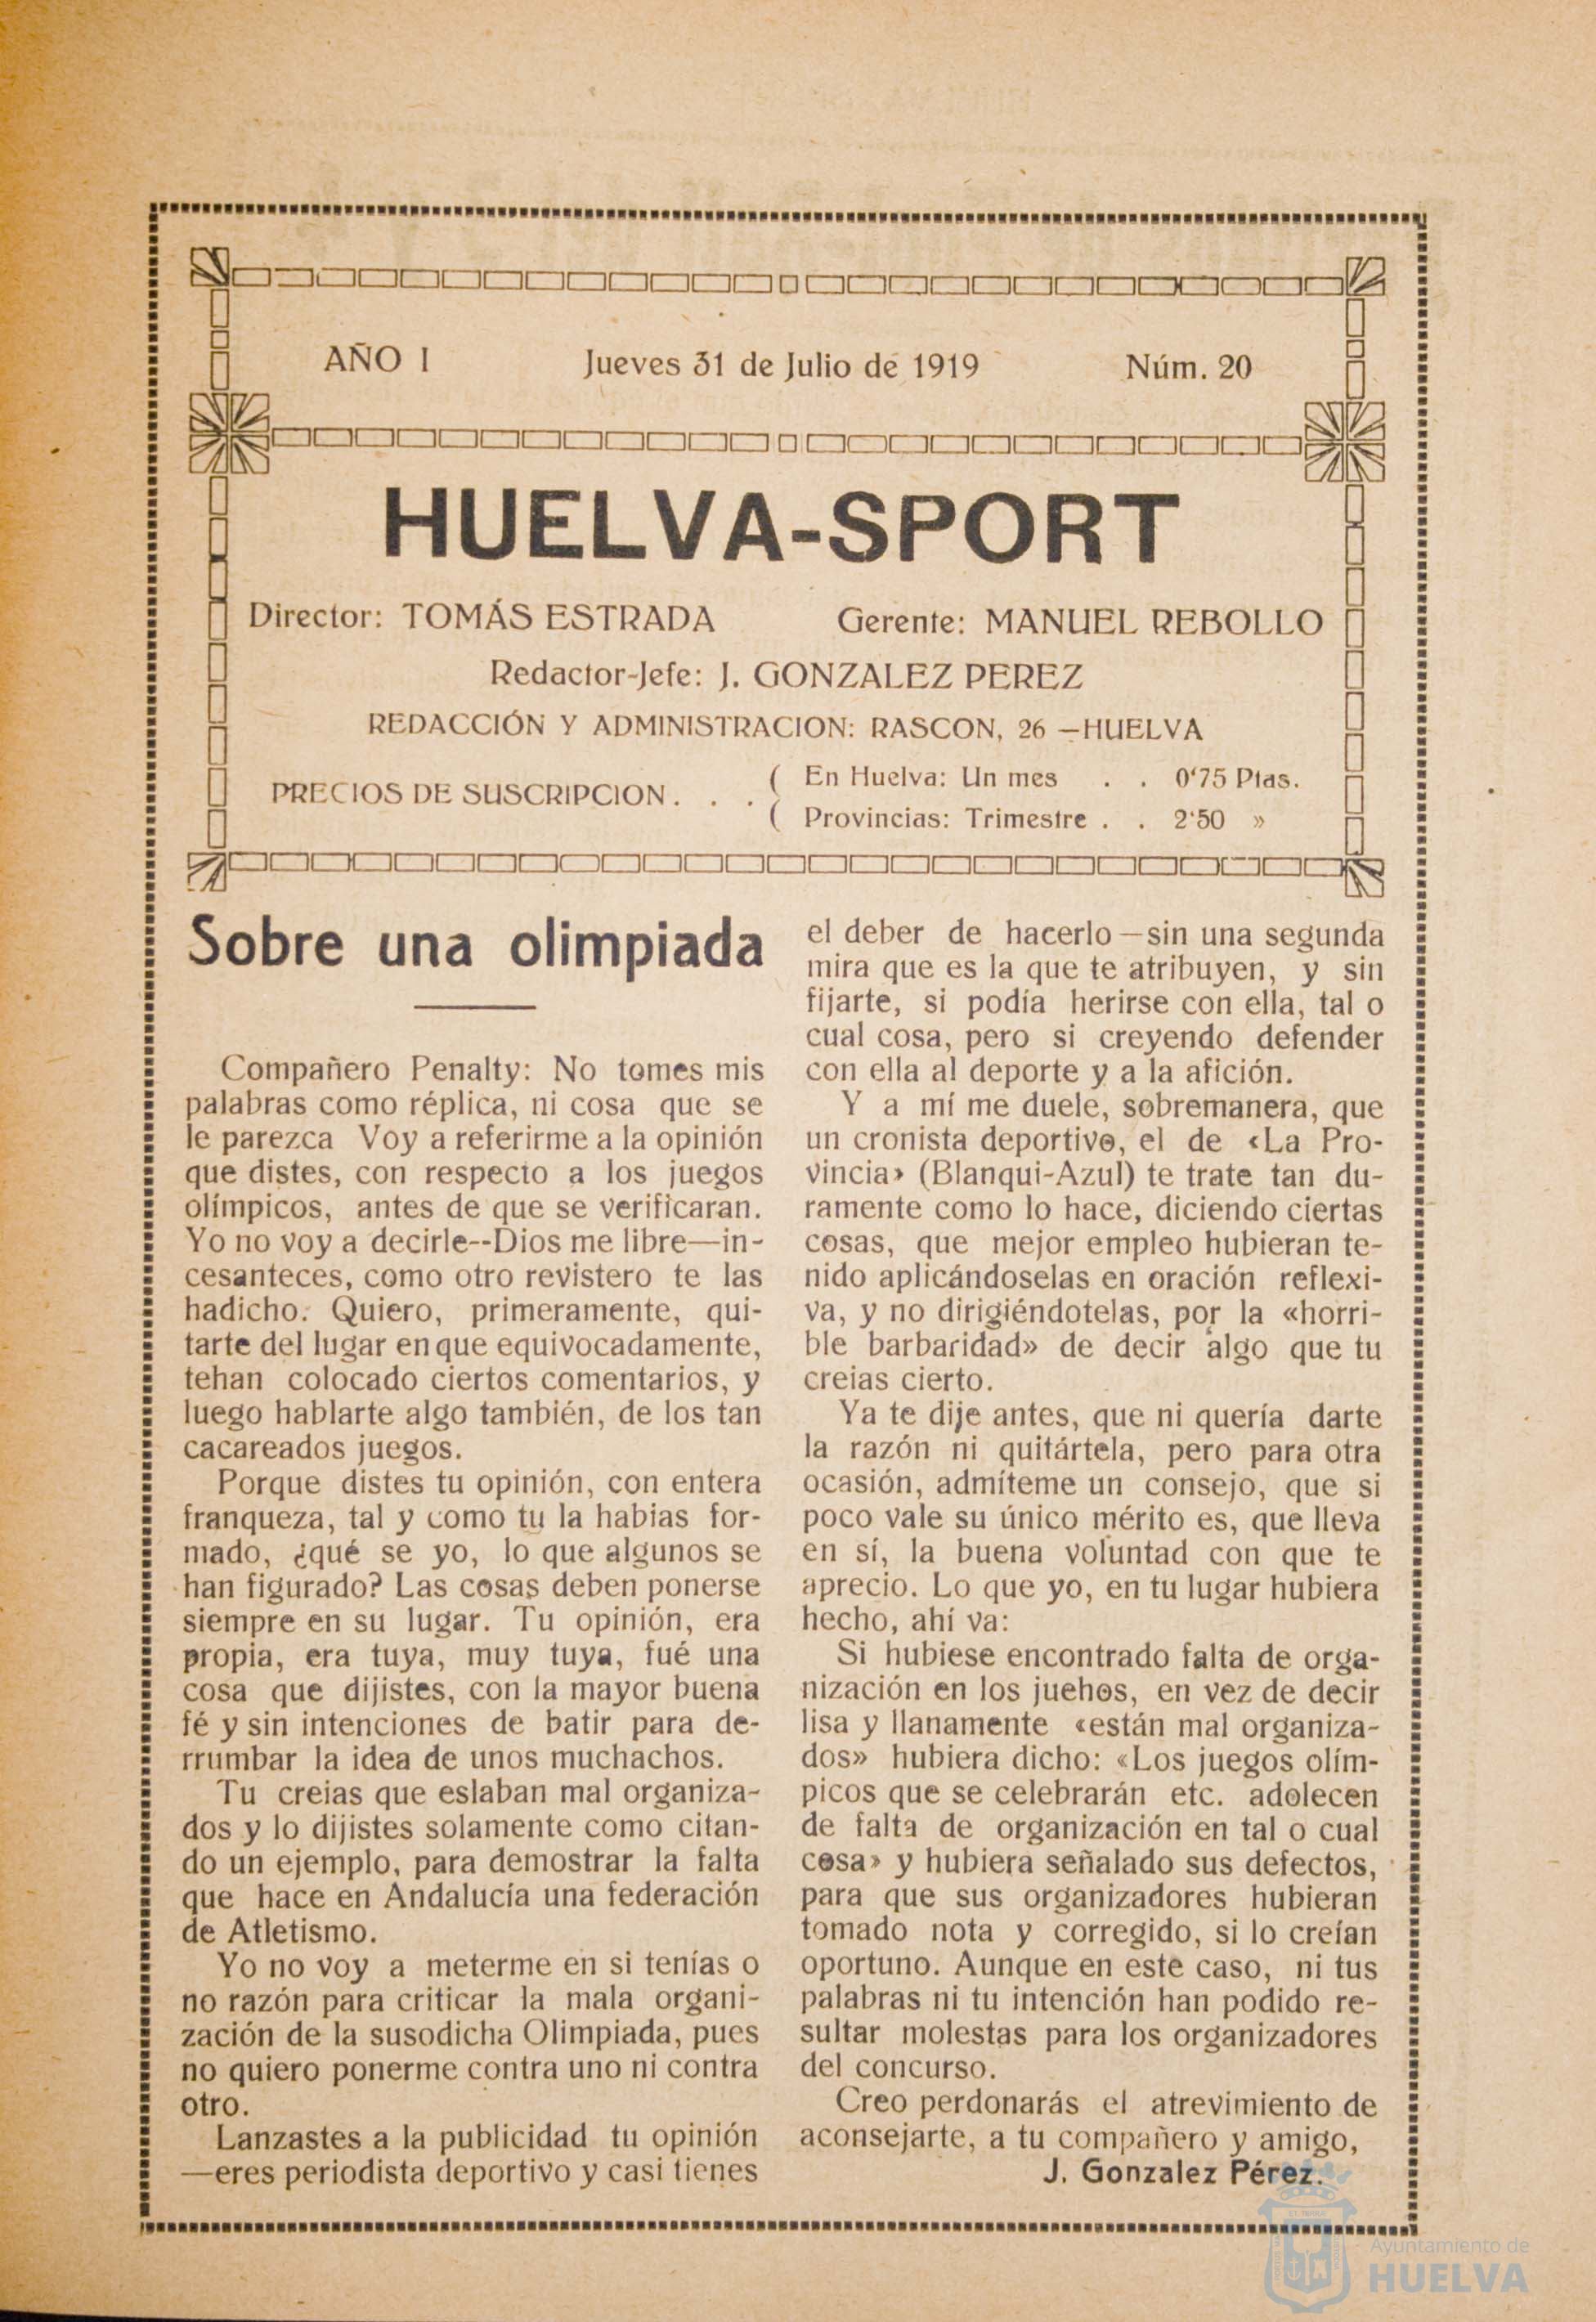 AÑO I Jueves 31 de Julio de 1919 Núm. 20
HUELVA-SPORT
Director: TOMÁS ESTRADA Gerente: MANUEL REBOLLO
Redactor-Jefe: J. GONZALEZ PEREZ
REDACCIÓN Y ADMINISTRACION: RASCON, 26 —HUELVA
PRECIOS DE SUSCRIPCION. . . ( En Huelva: Un mes . . 0'75 Ptas.
( Provincias: Trimestre . . 2'50 »
Sobre una olimpiada
Compañero Penalty: No tomes mis
palabras como réplica, ni cosa que se
le parezca Voy a referirme a la opinión
que distes, con respecto a los juegos
olímpicos, antes de que se verificaran.
Yo no voy a decirle--Dios me libre—in-
cesanteces, como otro revistero te las
hadicho. Quiero, primeramente, qui-
tarte del lugar en que equivocadamente,
tehan colocado ciertos comentarios, y
luego hablarte algo también, de los tan
cacareados juegos.
Porque distes tu opinión, con entera
franqueza, tal y como tu la habias for-
mado, ¿qué se yo, lo que algunos se
han figurado? Las cosas deben ponerse
siempre en su lugar. Tu opinión, era
propia, era tuya, muy tuya, fué una
cosa que dijistes, con la mayor buena
fé y sin intenciones de batir para de-
rrumbar la idea de unos muchachos.
Tu creias que eslaban mal organiza-
dos y lo dijistes solamente como citan-
do un ejemplo, para demostrar la falta
que hace en Andalucía una federación
de Atletismo.
Yo no voy a meterme en si tenías o
no razón para criticar la mala organi-
zación de la susodicha Olimpiada, pues
no quiero ponerme contra uno ni contra
otro.
Lanzastes a la publicidad tu opinión
—eres periodista deportivo y casi tienes
el deber de hacerlo—sin una segunda
mira que es la que te atribuyen, y sin
fijarte, si podía herirse con ella, tal o
cual cosa, pero si creyendo defender
con ella al deporte y a la afición.
Y a mí me duele, sobremanera, que
un cronista deportivo, el de «La Pro-
vincia» (Blanqui-Azul) te trate tan du-
ramente como lo hace, diciendo ciertas
cosas, que mejor empleo hubieran te-
nido aplicándoselas en oración reflexi-
va, y no dirigiéndotelas, por la «horri-
ble barbaridad» de decir algo que tu
creias cierto.
Ya te dije antes, que ni quería darte
la razón ni quitártela, pero para otra
ocasión, admíteme un consejo, que si
poco vale su único mérito es, que lleva
en sí, la buena voluntad con que te
aprecio. Lo que yo, en tu lugar hubiera
hecho, ahí va:
Si hubiese encontrado falta de orga-
nización en los juehos, en vez de decir
lisa y llanamente «están mal organiza-
dos» hubiera dicho: «Los juegos olím-
picos que se celebrarán etc. adolecen
de falta de organización en tal o cual
cosa» y hubiera señalado sus defectos,
para que sus organizadores hubieran
tomado nota y corregido, si lo creían
oportuno. Aunque en este caso, ni tus
palabras ni tu intención han podido re-
sultar molestas para los organizadores
del concurso.
Creo perdonarás el atrevimiento de
aconsejarte, a tu compañero y amigo,
J. Gonzalez Pérez.
Ayuntamiento de
HUELVA